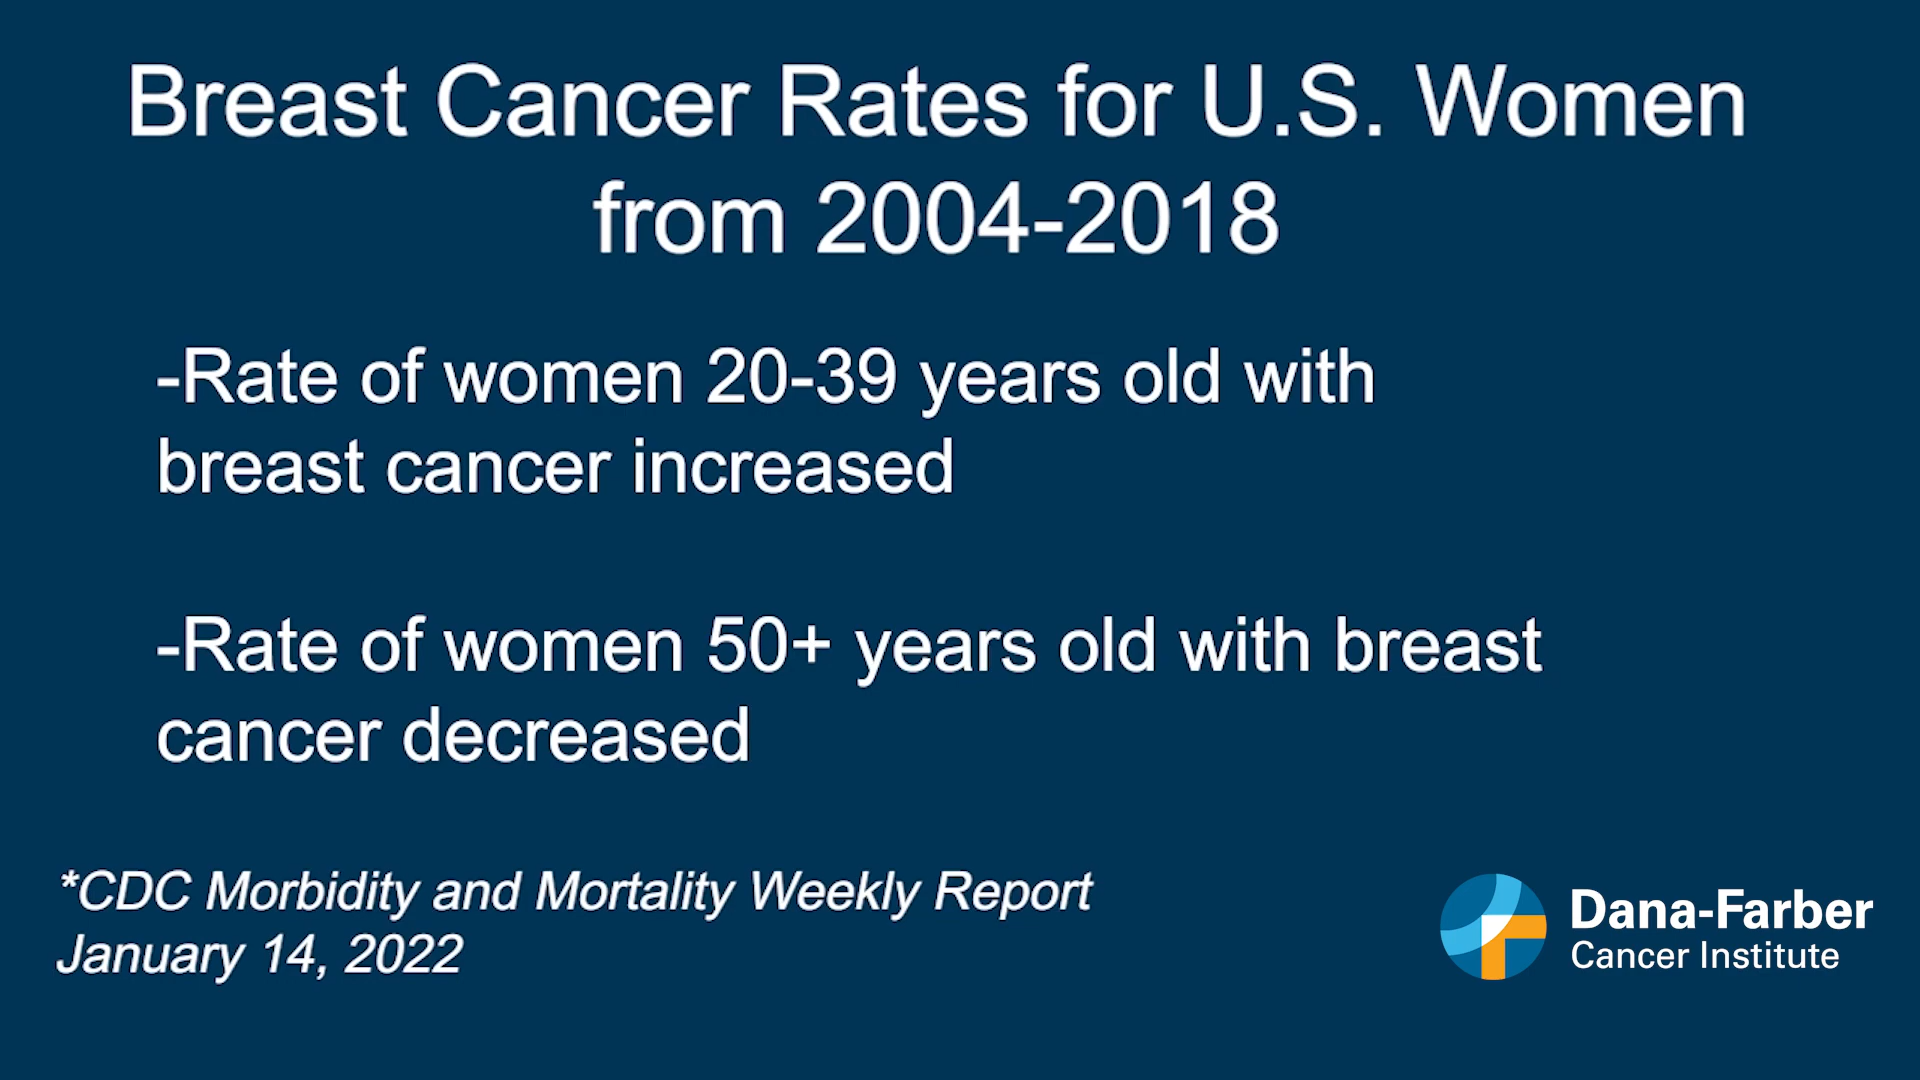 Breast Cancer Rates for U.S. Women
from 2004-2018
-Rate of women 20-39 years old with
breast cancer increased
-Rate of women 50+ years old with breast
cancer decreased
*CDC Morbidity and Mortality Weekly Report
January 14, 2022
Dana-Farber
Cancer Institute